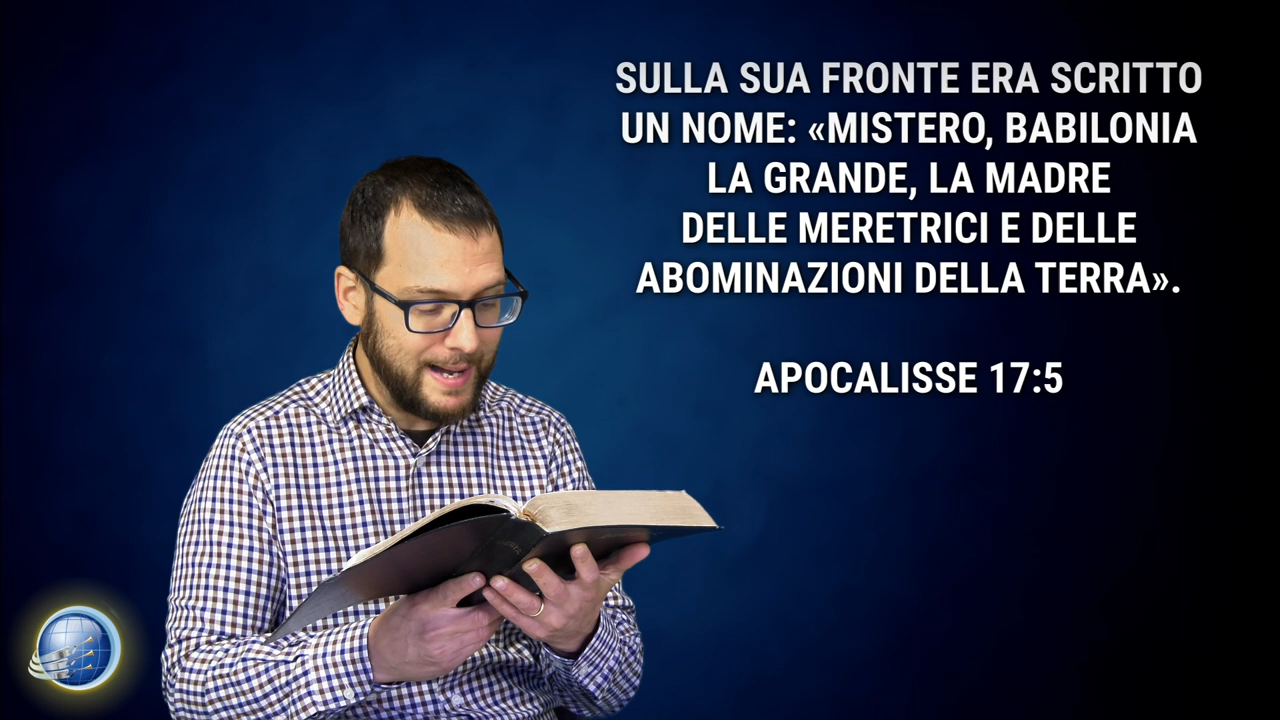 SULLA SUA FRONTE ERA SCRITTO
UN NOME: «MISTERO, BABILONIA
LA GRANDE, LA MADRE
DELLE MERETRICI E DELLE
ABOMINAZIONI DELLA TERRA».
APOCALISSE 17:5